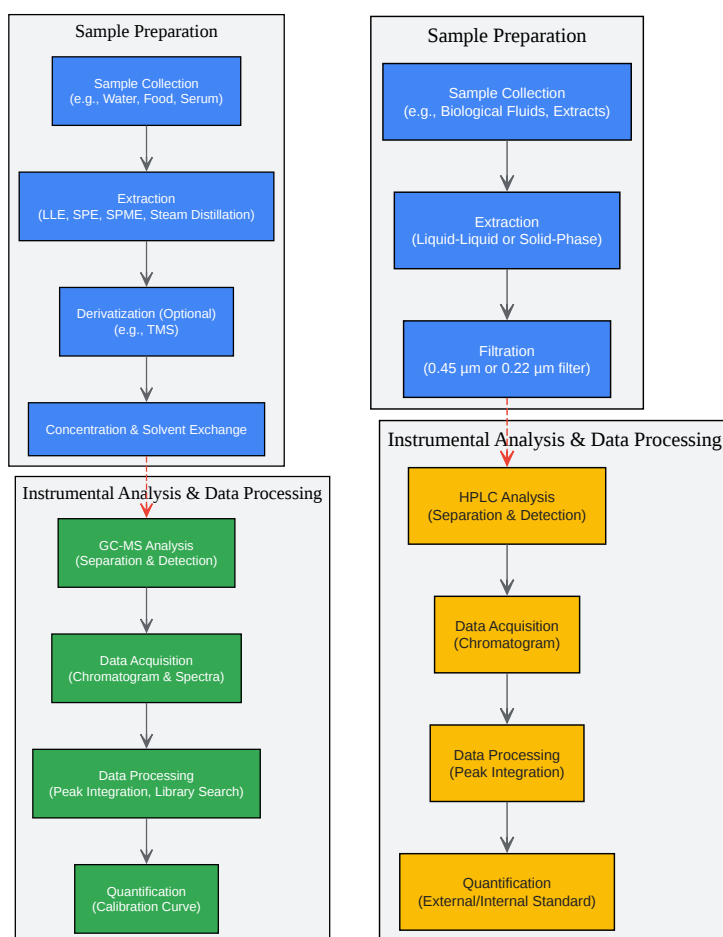 Sample Preparation
Sample Collection
(e.g., Water, Food, Serum)
Extraction
(LLE, SPE, SPME, Steam Distillation)
Derivatization (Optional)
(e.g., TMS)
Concentration & Solvent Exchange
Instrumental Analysis & Data Processing
GC-MS Analysis
(Separation & Detection)
Data Acquisition
(Chromatogram & Spectra)
Data Processing
(Peak Integration, Library Search)
Quantification
(Calibration Curve)
Sample Preparation
Sample Collection
(e.g., Biological Fluids, Extracts)
Extraction
(Liquid-Liquid or Solid-Phase)
Filtration
(0.45 µm or 0.22 µm filter)
Instrumental Analysis & Data Processing
HPLC Analysis
(Separation & Detection)
Data Acquisition
(Chromatogram)
Data Processing
(Peak Integration)
Quantification
(External/Internal Standard)